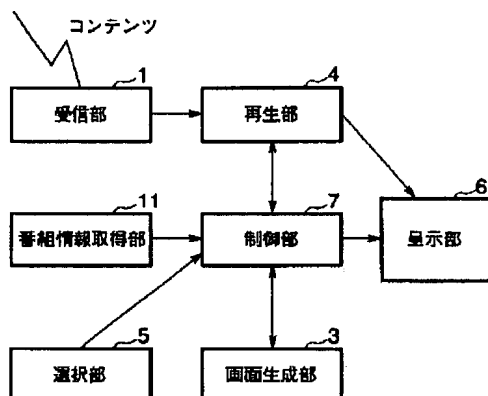 コンテンツ
1
受信部
4
再生部
6
呈示部
11
番組情報取得部
7
制御部
5
選択部
3
画面生成部